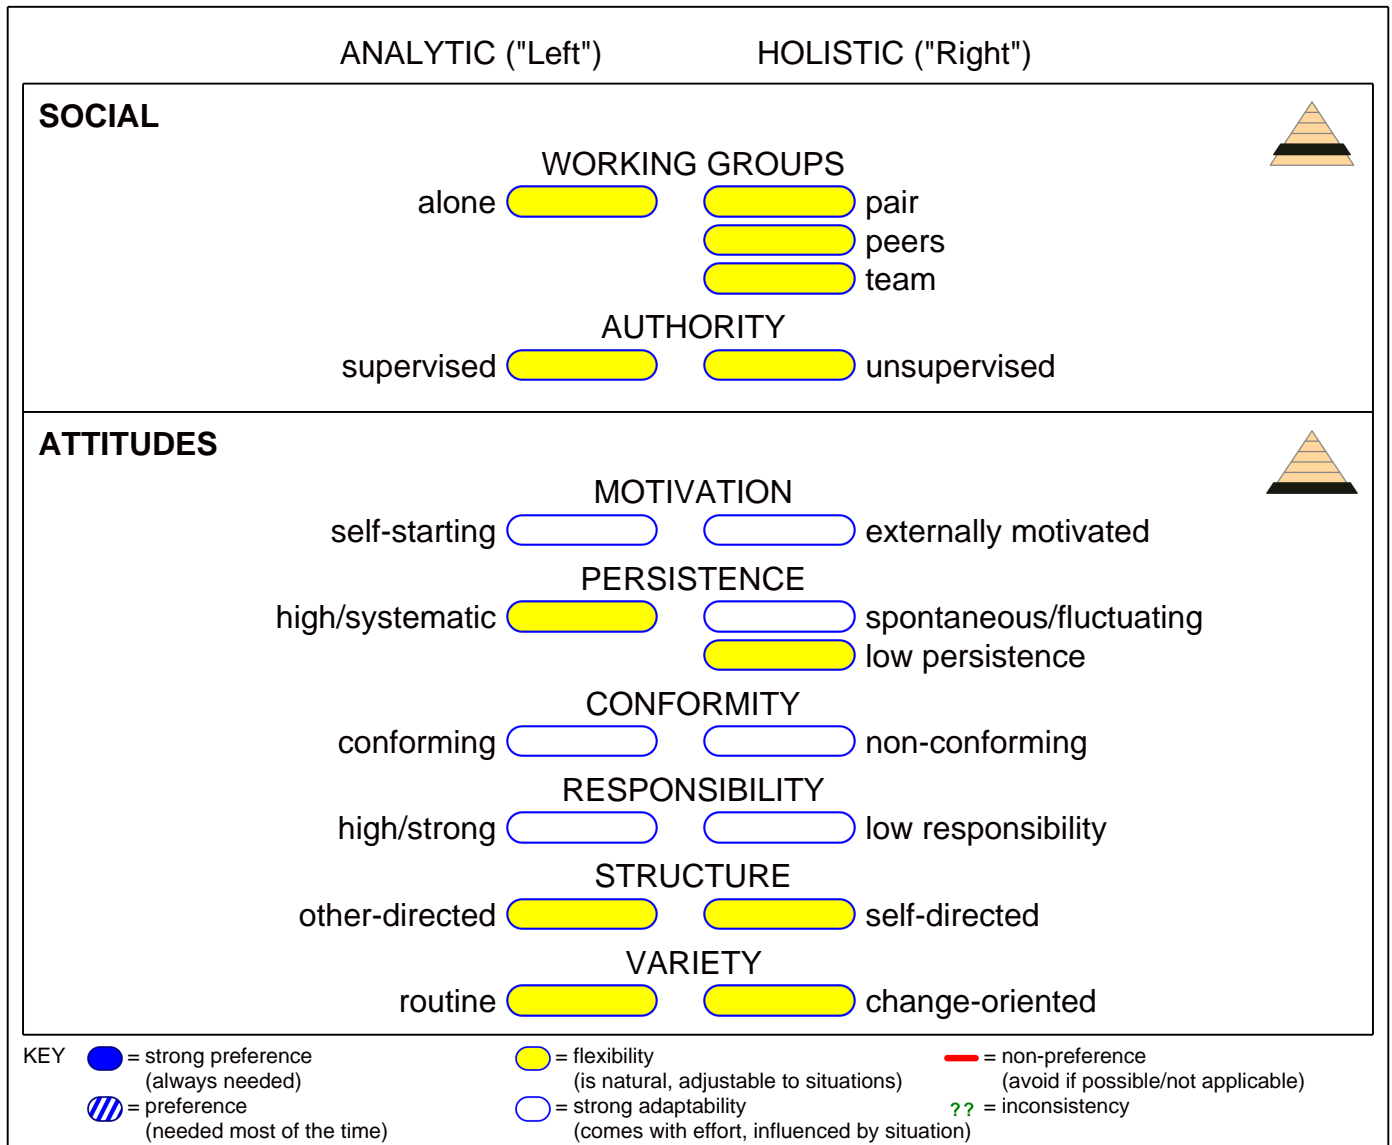 ANALYTIC ("Left") HOLISTIC ("Right")
SOCIAL
WORKING GROUPS
alone pair
peers
team
AUTHORITY
supervised unsupervised
ATTITUDES
MOTIVATION
self-starting externally motivated
PERSISTENCE
high/systematic spontaneous/fluctuating
low persistence
CONFORMITY
conforming non-conforming
RESPONSIBILITY
high/strong low responsibility
STRUCTURE
other-directed self-directed
VARIETY
routine change-oriented
KEY = strong preference = flexibility = non-preference
(always needed) (is natural, adjustable to situations) (avoid if possible/not applicable)
= preference = strong adaptability ?? = inconsistency
(needed most of the time) (comes with effort, influenced by situation)